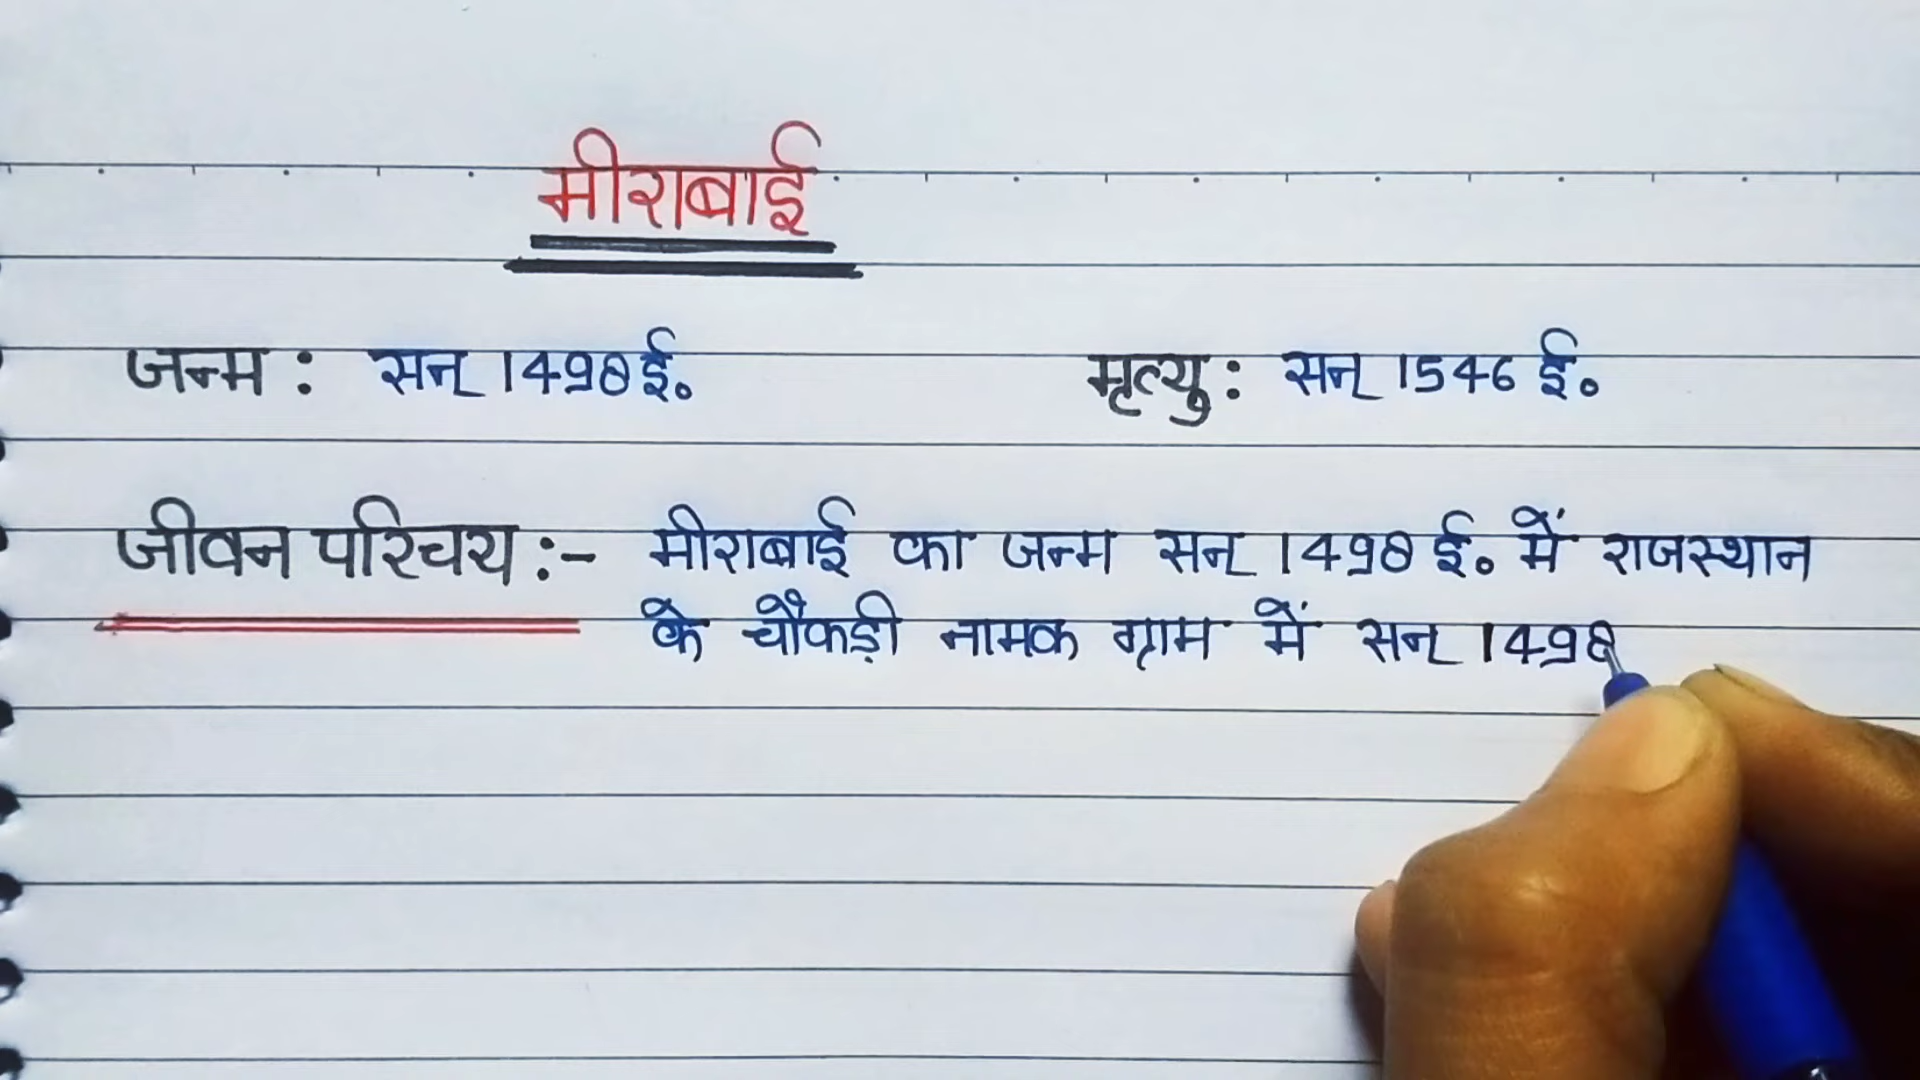 मीराबाई
जन्म : सन् 1498 ई. मृत्यु : सन् 1546 ई.
जीवन परिचय :- मीराबाई का जन्म सन् 1498 ई. में राजस्थान
के चौकड़ी नामक ग्राम में सन् 1498